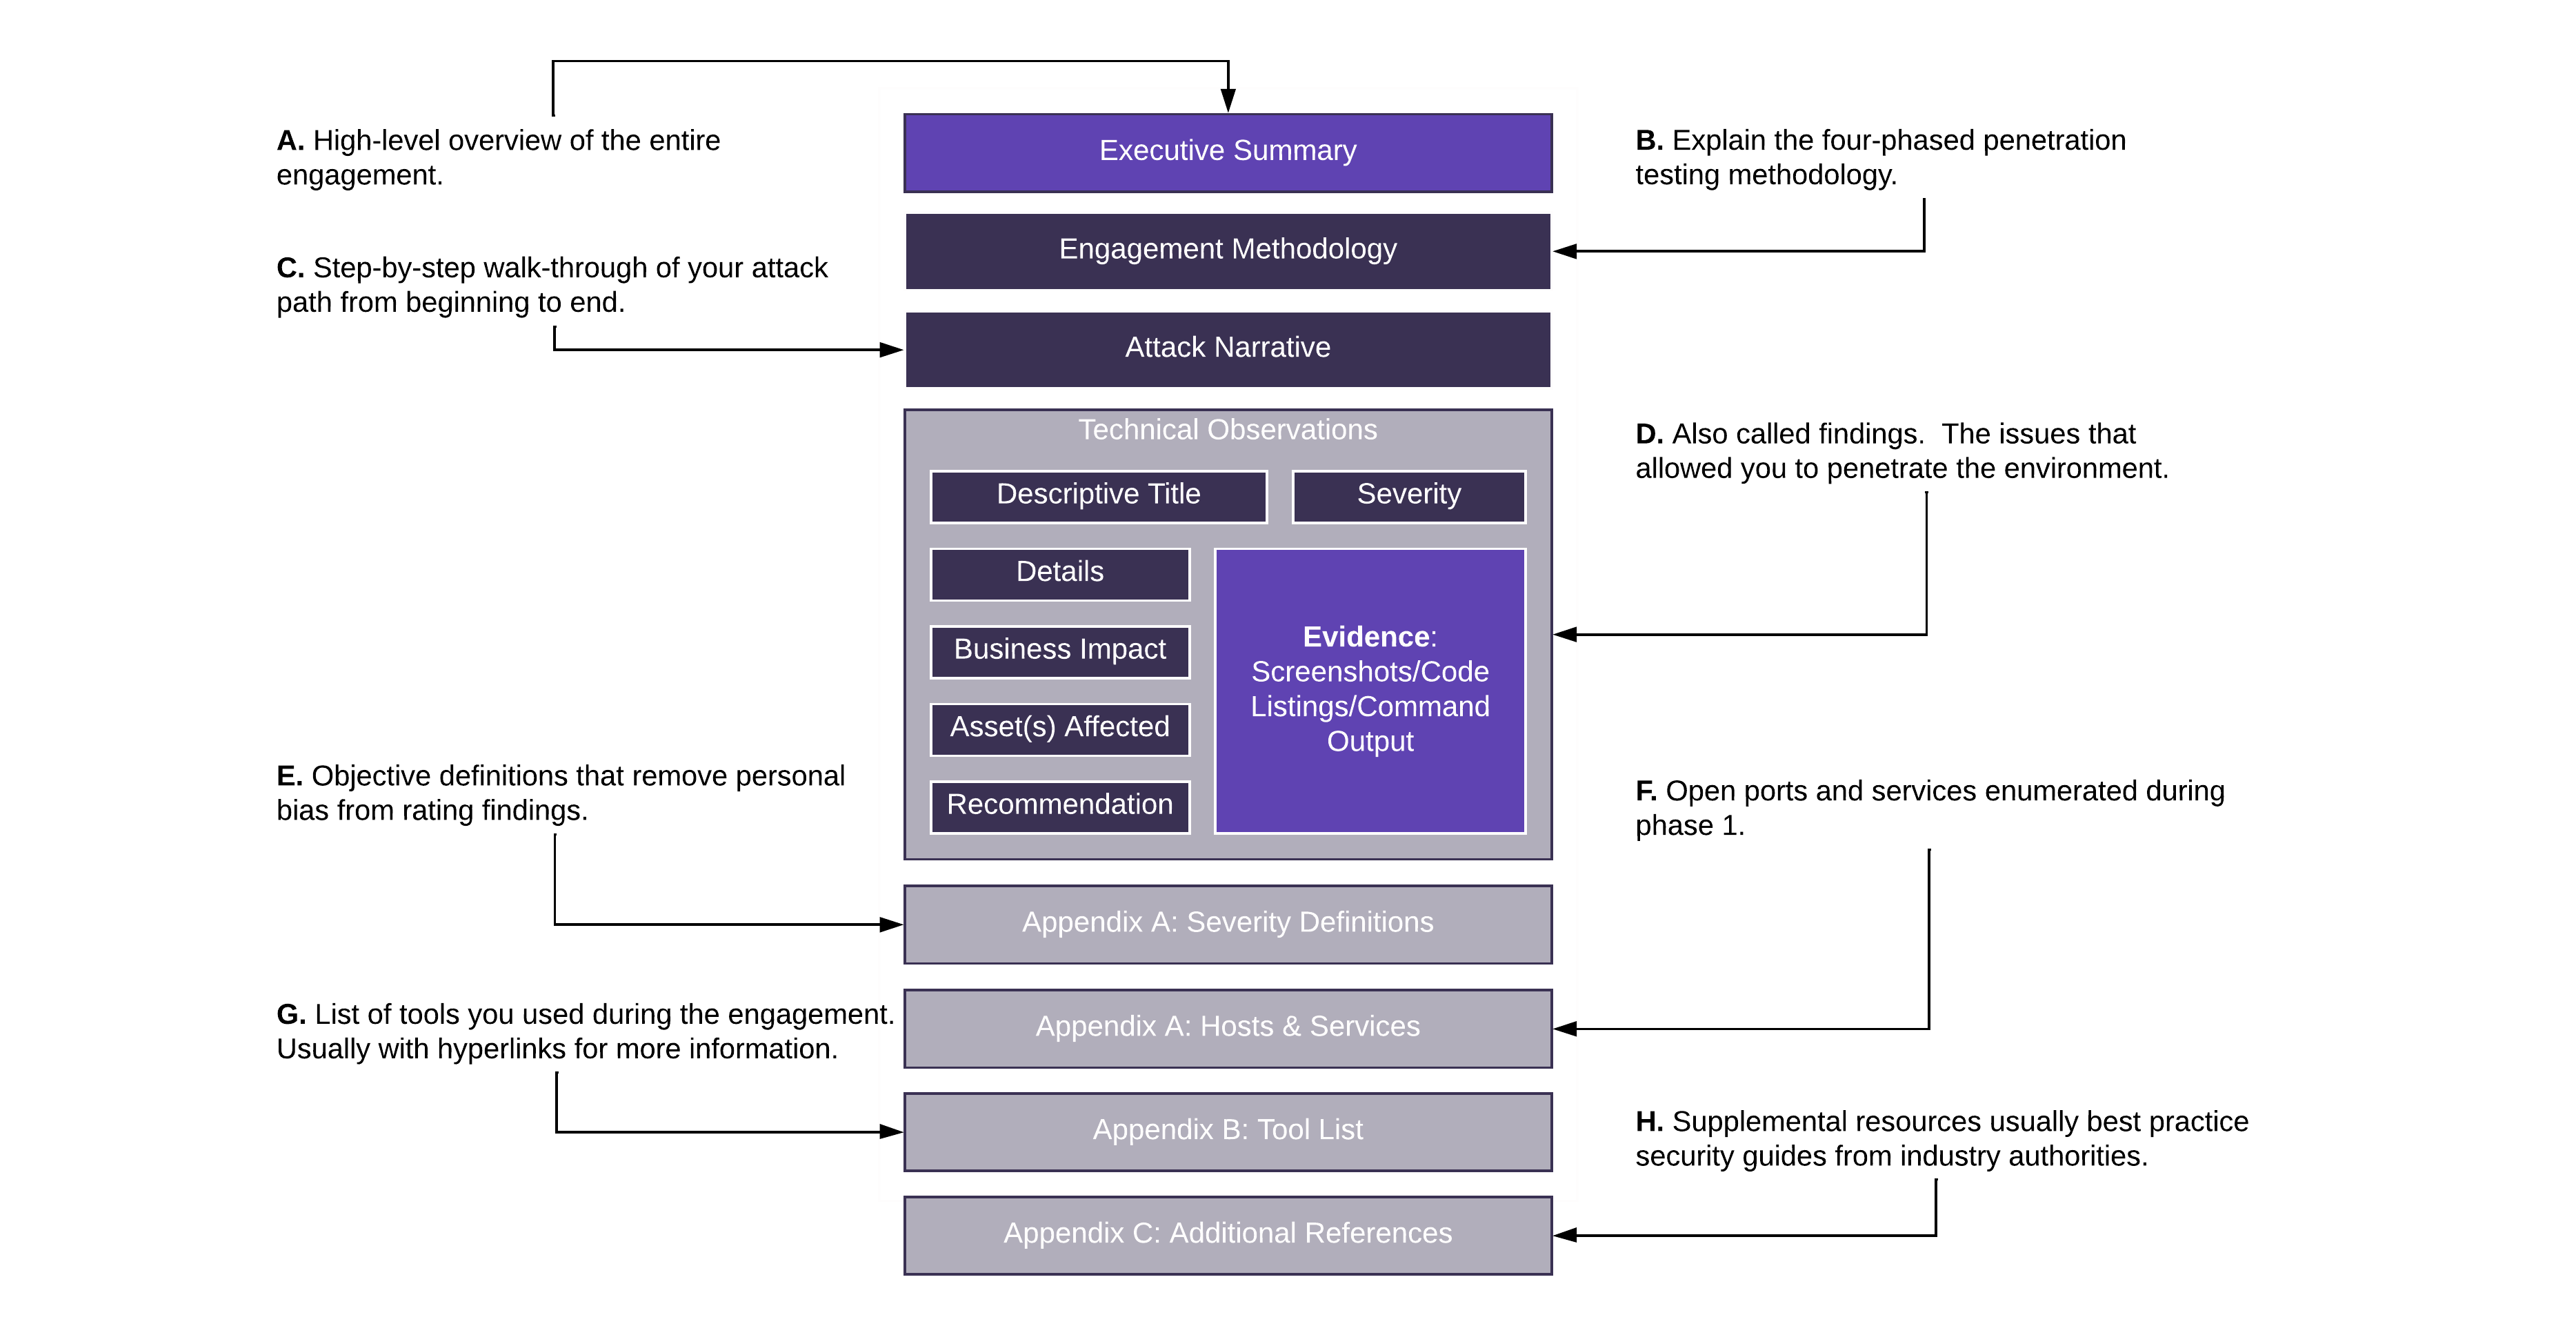 A. High-level overview of the entire
engagement.
Executive Summary
B. Explain the four-phased penetration
testing methodology.
Engagement Methodology
C. Step-by-step walk-through of your attack
path from beginning to end.
Attack Narrative
Technical Observations
D. Also called findings.  The issues that
allowed you to penetrate the environment.
Descriptive Title
Severity
Details
Business Impact
Asset(s) Affected
Recommendation
Evidence:
Screenshots/Code
Listings/Command
Output
E. Objective definitions that remove personal
bias from rating findings.
F. Open ports and services enumerated during
phase 1.
Appendix A: Severity Definitions
G. List of tools you used during the engagement.
Usually with hyperlinks for more information.
Appendix A: Hosts & Services
Appendix B: Tool List
H. Supplemental resources usually best practice
security guides from industry authorities.
Appendix C: Additional References